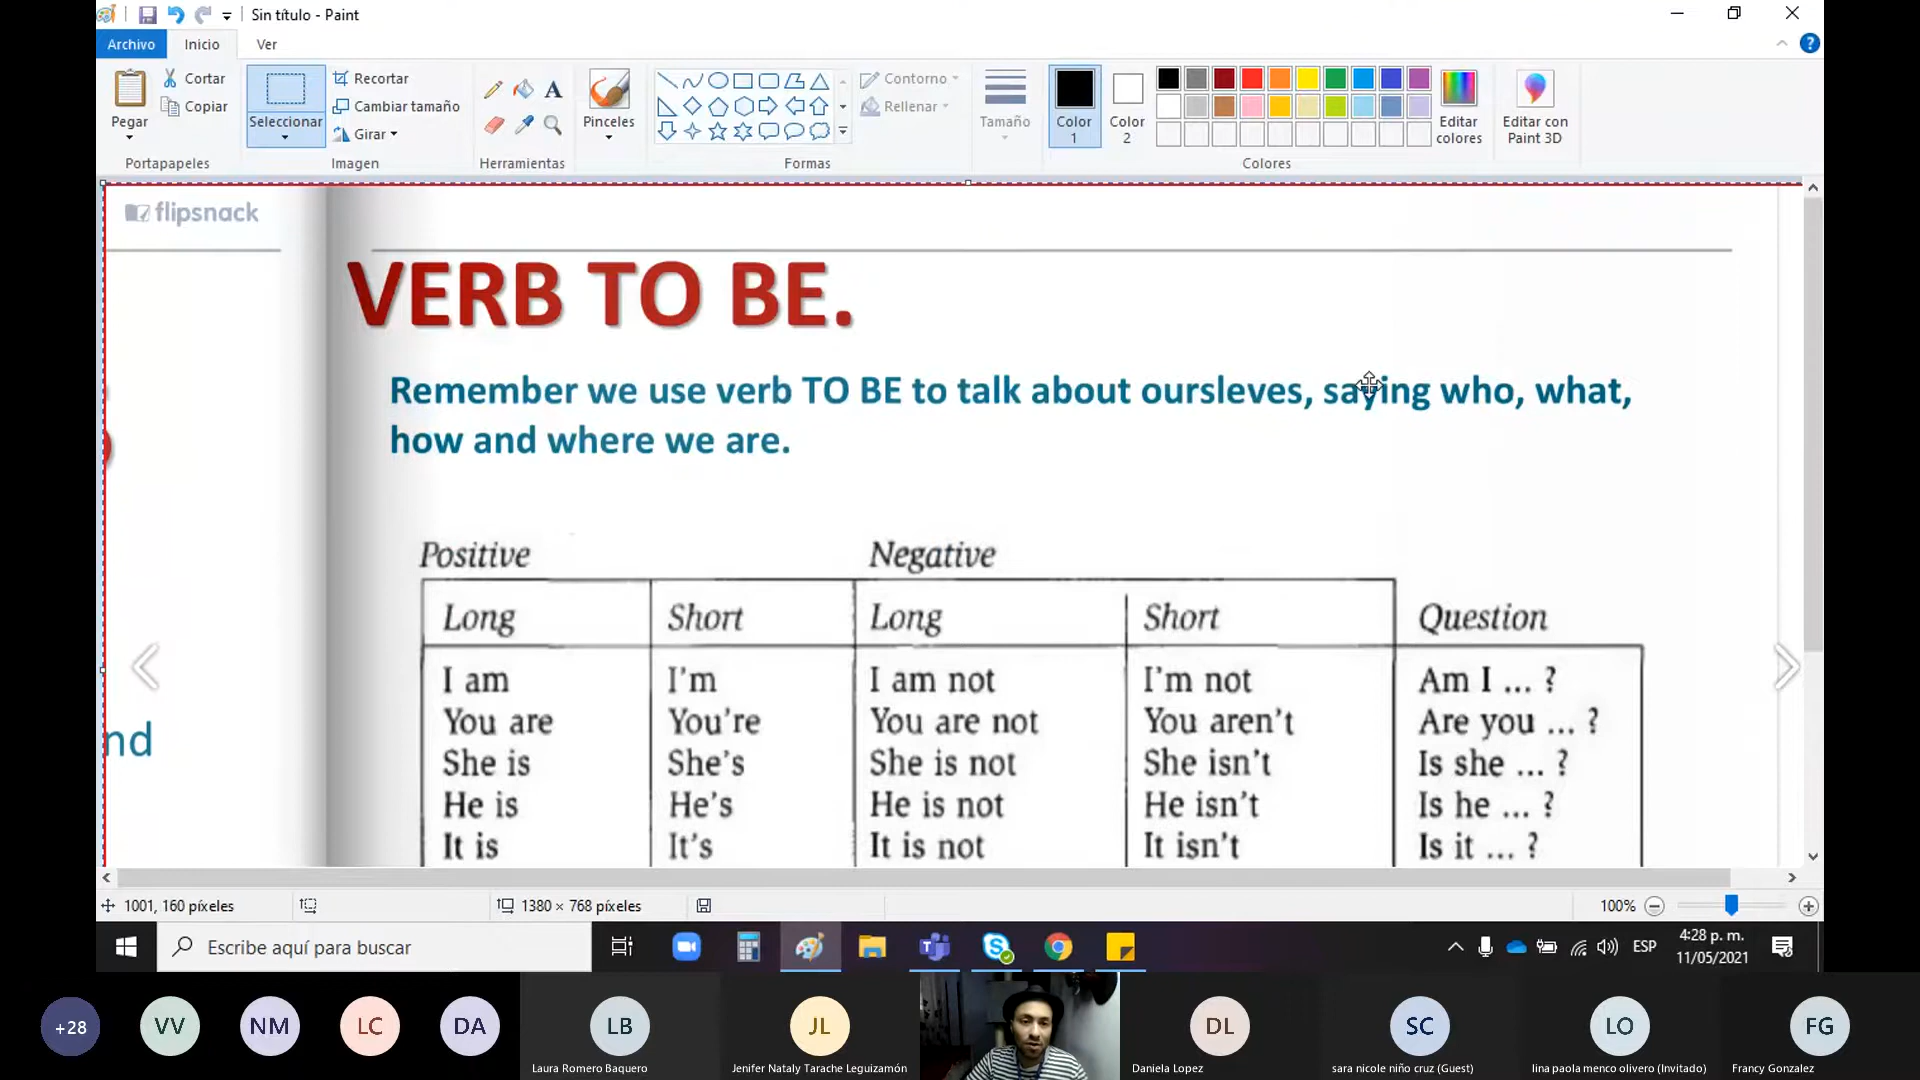 Sin título - Paint
Archivo Inicio Ver
Pegar
Cortar
Copiar
Portapapeles
Seleccionar
Recortar
Cambiar tamaño
Girar
Imagen
A
Herramientas
Pinceles
Contorno
Rellenar
Formas
Tamaño
Color 1
Color 2
Editar colores
Editar con Paint 3D
Colores
flipsnack
VERB TO BE.
Remember we use verb TO BE to talk about oursleves, saying who, what,
how and where we are.
nd
Positive Negative
Long Short Long Short Question
I am I'm I am not I'm not Am I ... ?
You are You're You are not You aren't Are you ... ?
She is She's She is not She isn't Is she ... ?
He is He's He is not He isn't Is he ... ?
It is It's It is not It isn't Is it ... ?
1001, 160 píxeles 1380 × 768 píxeles 100%
Escribe aquí para buscar ESP 4:28 p. m.
11/05/2021
+28 VV NM LC DA LB JL DL SC LO FG
Laura Romero Baquero Jenifer Nataly Tarache Leguizamón Daniela Lopez sara nicole niño cruz (Guest) lina paola menco olivero (Invitado) Francy Gonzalez